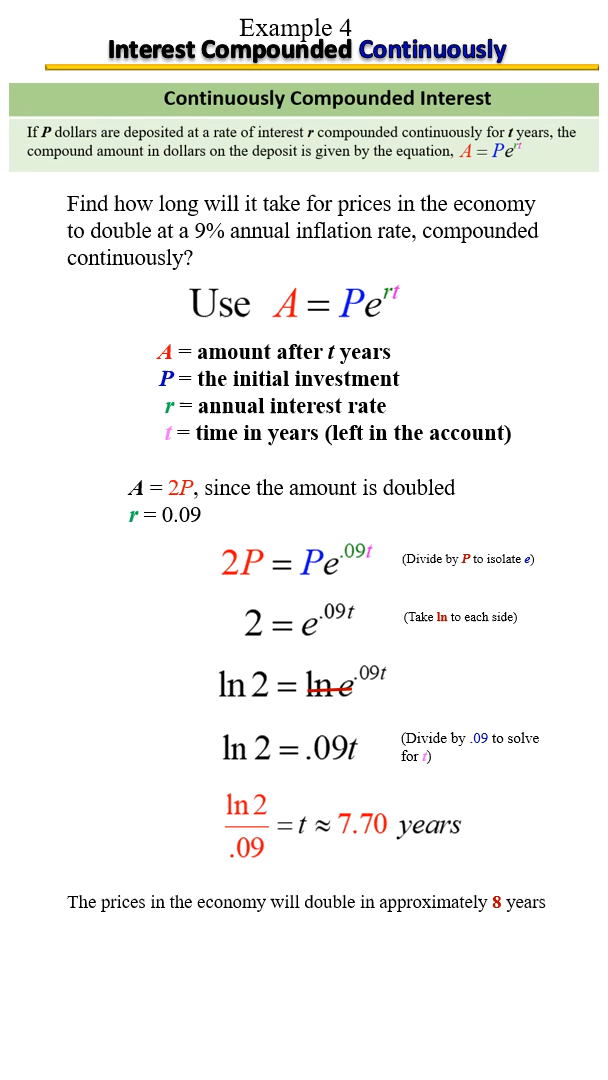 Example 4
Interest Compounded Continuously
Continuously Compounded Interest
If P dollars are deposited at a rate of interest r compounded continuously for t years, the
compound amount in dollars on the deposit is given by the equation, A = Pe^rt
Find how long will it take for prices in the economy
to double at a 9% annual inflation rate, compounded
continuously?
Use A = Pe^rt
A = amount after t years
P = the initial investment
r = annual interest rate
t = time in years (left in the account)
A = 2P, since the amount is doubled
r = 0.09
2P = Pe^.09t (Divide by P to isolate e)
2 = e^.09t (Take ln to each side)
ln 2 = ln e^.09t
ln 2 = .09t (Divide by .09 to solve
for t)
ln 2 / .09 = t ≈ 7.70 years
The prices in the economy will double in approximately 8 years